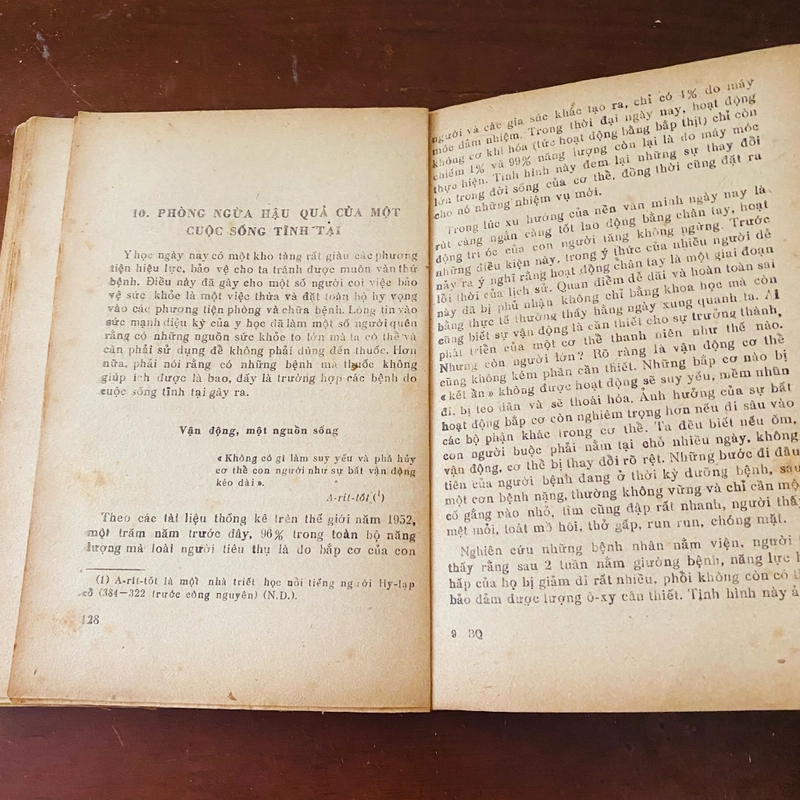 10. PHÒNG NGỪA HẬU QUẢ CỦA MỘT
CUỘC SỐNG TĨNH TẠI
Y học ngày nay có một kho tàng rất giàu các phương
tiện hiệu lực, bảo vệ cho ta tránh được muôn vàn thứ
bệnh. Điều này đã gây cho một số người coi việc bảo
vệ sức khỏe là một việc thừa và đặt toàn bộ hy vọng
vào các phương tiện phòng và chữa bệnh. Lòng tin vào
sức mạnh diệu kỳ của y học đã làm một số người quên
rằng có những nguồn sức khỏe to lớn mà ta có thể và
cần phải sử dụng để không phải dùng đến thuốc. Hơn
nữa, phải nói rằng có những bệnh mà thuốc không
giúp ích được là bao, đấy là trường hợp các bệnh do
cuộc sống tĩnh tại gây ra.
Vận động, một nguồn sống
« Không có gì làm suy yếu và phá hủy
cơ thể con người như sự bất vận động
kéo dài ».
A-rít-tốt (1)
Theo các tài liệu thống kê trên thế giới năm 1952,
một trăm năm trước đây, 96% trong toàn bộ năng
lượng mà loài người tiêu thụ là do bắp cơ của con
(1) A-rít-tốt là một nhà triết học nổi tiếng người Hy-lạp
cổ (384—322 trước công nguyên) (N.D.).
128
người và các gia súc khác tạo ra, chỉ có 4% do máy
móc đảm nhiệm. Trong thời đại ngày nay, hoạt động
không cơ khí hóa (tức hoạt động bằng bắp thịt) chỉ còn
chiếm 1% và 99% năng lượng còn lại là do máy móc
thực hiện. Tình hình này đem lại những sự thay đổi
lớn trong đời sống của cơ thể, đồng thời cũng đặt ra
cho nó những nhiệm vụ mới.
Trong lúc xu hướng của nền văn minh ngày nay là
rút càng ngắn càng tốt lao động bằng chân tay, hoạt
động trí óc của con người tăng không ngừng. Trước
những điều kiện này, trong ý thức của nhiều người dễ
nảy ra ý nghĩ rằng hoạt động chân tay là một giai đoạn
lỗi thời của lịch sử. Quan điểm dễ dãi và hoàn toàn sai
này đã bị phủ nhận không chỉ bằng khoa học mà còn
bằng thực tế thường thấy hằng ngày xung quanh ta. Ai
cũng biết sự vận động là cần thiết cho sự trưởng thành,
phát triển của một cơ thể thanh niên như thế nào.
Nhưng còn người lớn? Rõ ràng là vận động cơ thể
cũng không kém phần cần thiết. Những bắp cơ nào bị
« kết án » không được hoạt động sẽ suy yếu, mềm nhũn
đi, bị teo dần và sẽ thoái hóa. Ảnh hưởng của sự bất
hoạt động bắp cơ còn nghiêm trọng hơn nếu đi sâu vào
các bộ phận khác trong cơ thể. Ta đều biết nếu ốm,
con người buộc phải nằm tại chỗ nhiều ngày, không
vận động, cơ thể bị thay đổi rõ rệt. Những bước đi đầu
tiên của người bệnh đang ở thời kỳ dưỡng bệnh, sau
một cơn bệnh nặng, thường không vững và chỉ cần
cố gắng nào nhỏ, tim cũng đập rất nhanh, người thấy
mệt mỏi, toát mồ hôi, thở gấp, run run, chóng mặt.
Nghiên cứu những bệnh nhân nằm viện, người
thấy rằng sau 2 tuần nằm giường bệnh, năng lực
hấp của họ bị giảm đi rất nhiều, phổi không còn có
bảo đảm được lượng ô-xy cần thiết. Tình hình này
9 BQ